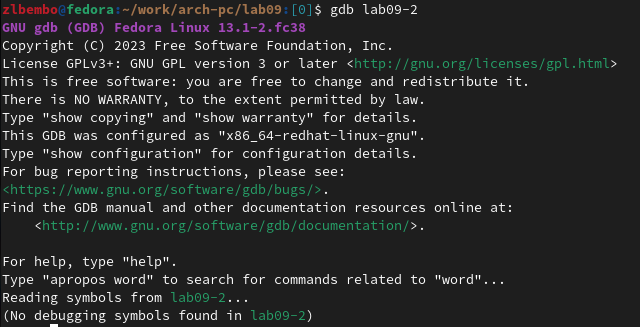 zlbembo@fedora:~/work/arch-pc/lab09:[0]$ gdb lab09-2
GNU gdb (GDB) Fedora Linux 13.1-2.fc38
Copyright (C) 2023 Free Software Foundation, Inc.
License GPLv3+: GNU GPL version 3 or later <http://gnu.org/licenses/gpl.html>
This is free software: you are free to change and redistribute it.
There is NO WARRANTY, to the extent permitted by law.
Type "show copying" and "show warranty" for details.
This GDB was configured as "x86_64-redhat-linux-gnu".
Type "show configuration" for configuration details.
For bug reporting instructions, please see:
<https://www.gnu.org/software/gdb/bugs/>.
Find the GDB manual and other documentation resources online at:
    <http://www.gnu.org/software/gdb/documentation/>.

For help, type "help".
Type "apropos word" to search for commands related to "word"...
Reading symbols from lab09-2...
(No debugging symbols found in lab09-2)